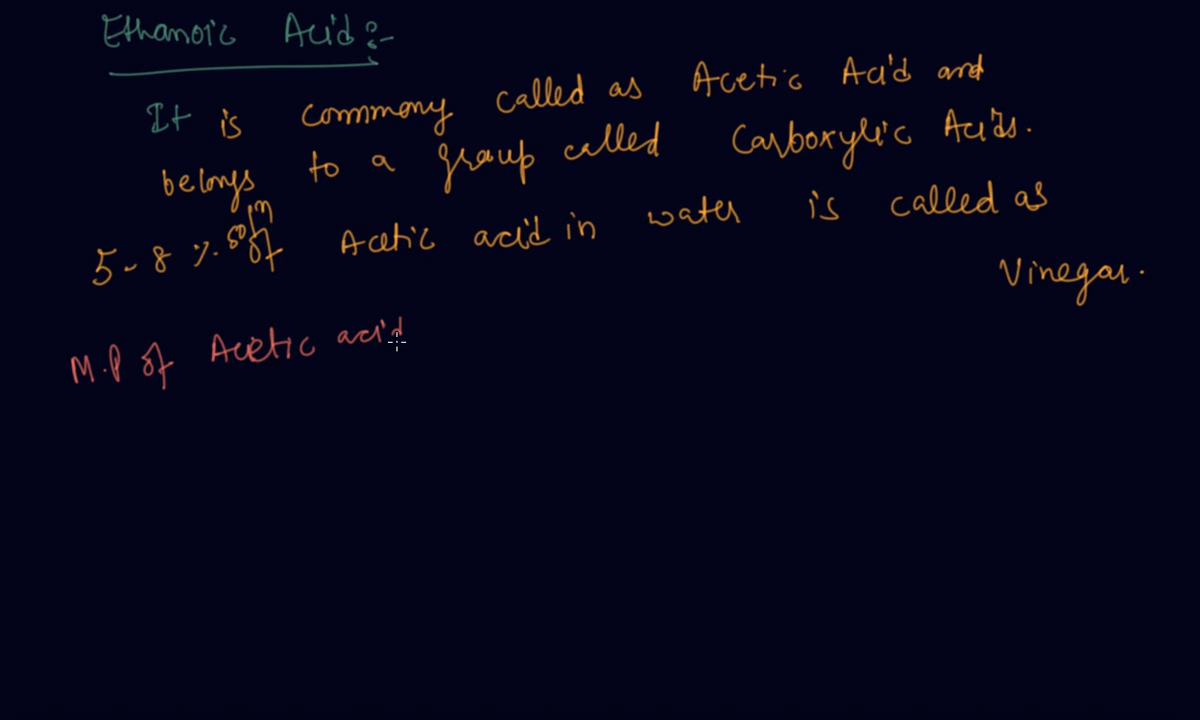 Ethanoic Acid:-
It is commony called as Acetic Acid and
belongs to a group called Carboxylic Acids.
5-8 % soln of Acetic acid in water is called as
Vinegar.
M.P of Acetic acid